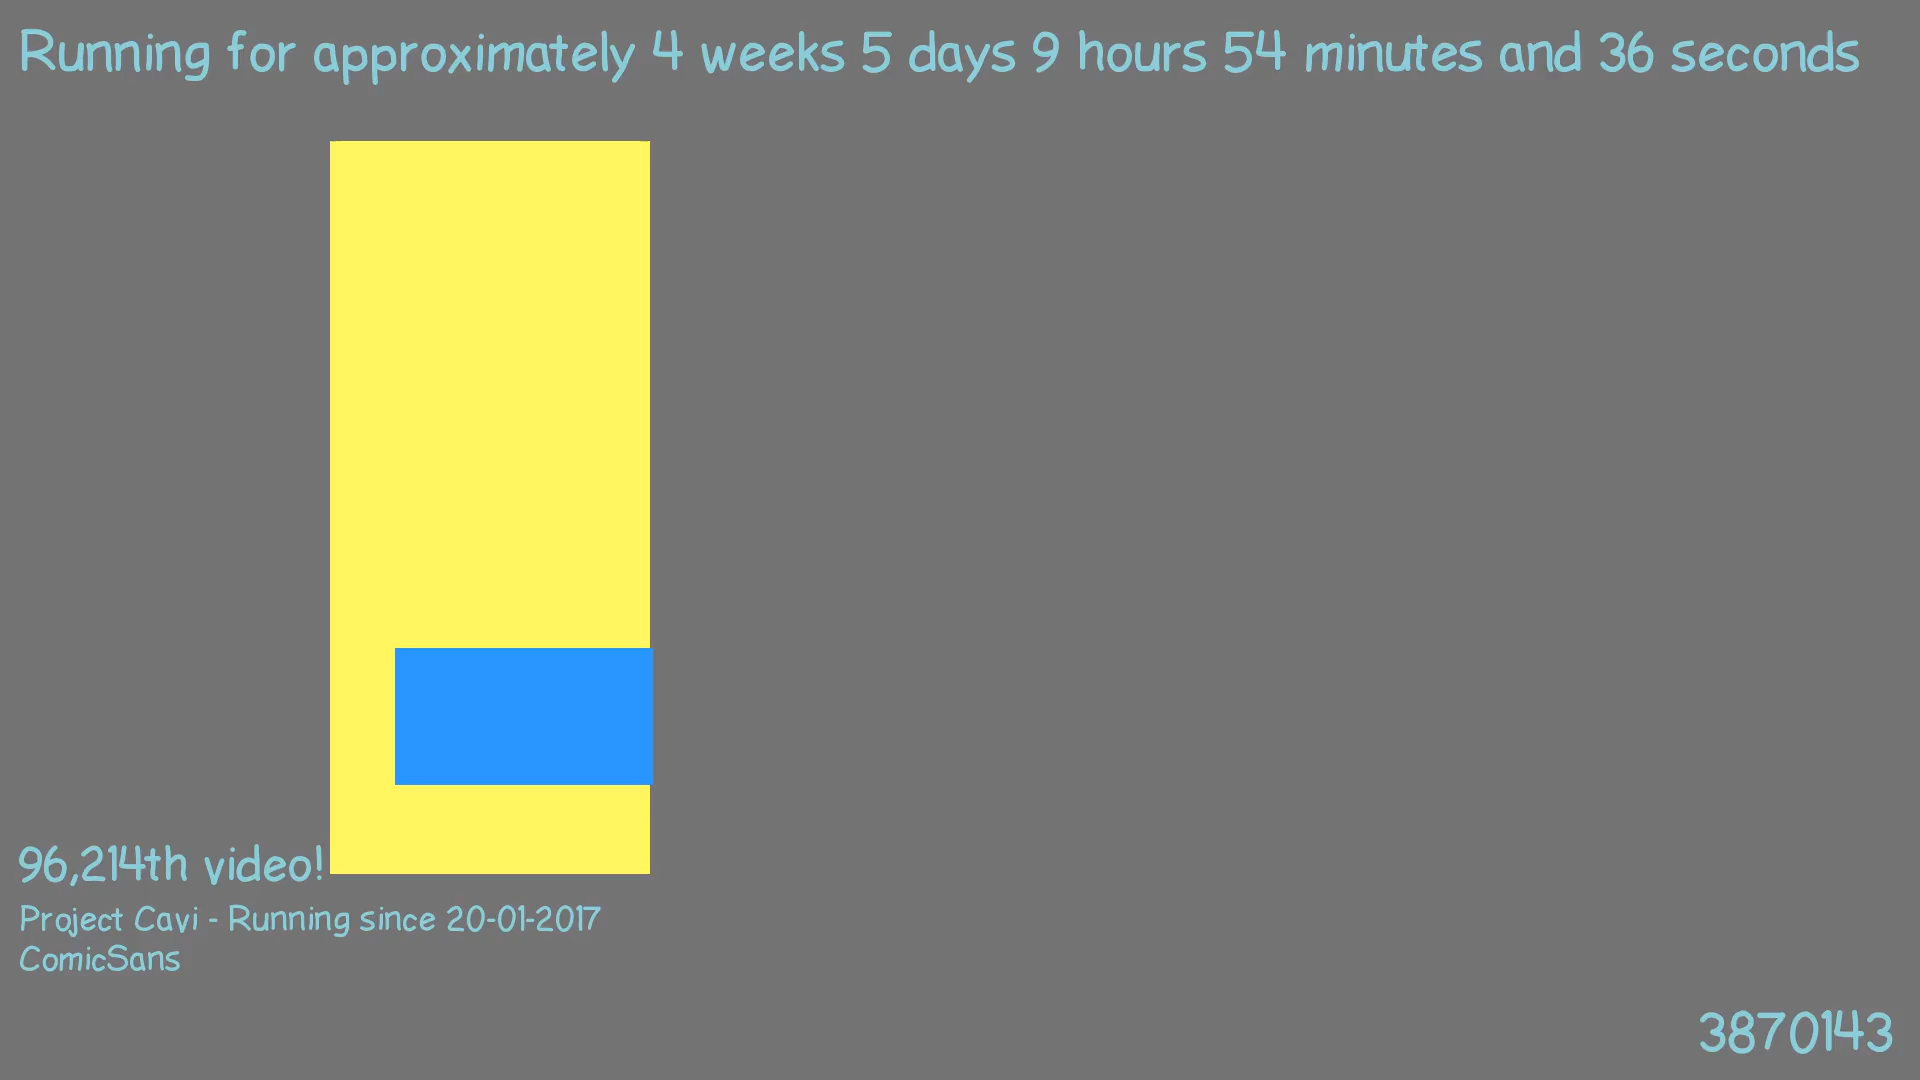 Running for approximately 4 weeks 5 days 9 hours 54 minutes and 36 seconds
96,214th video!
Project Cavi - Running since 20-01-2017
ComicSans
3870143